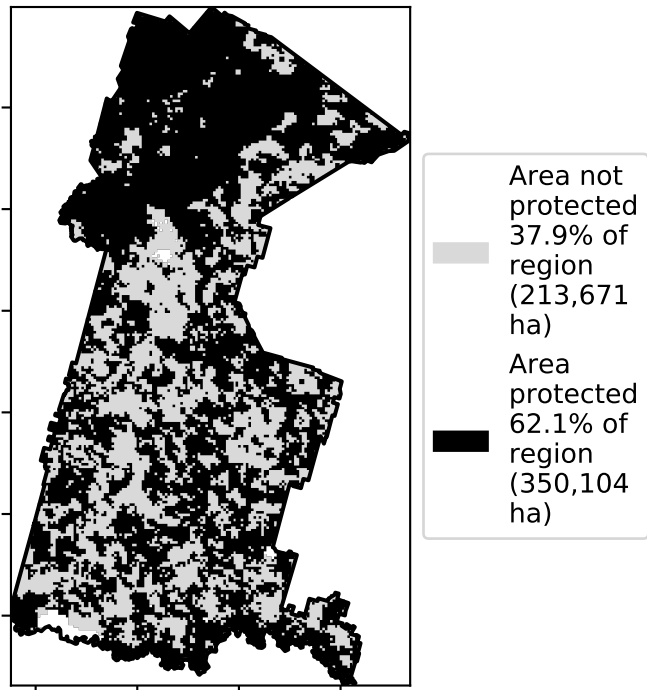 Area not
protected
37.9% of
region
(213,671
ha)
Area
protected
62.1% of
region
(350,104
ha)